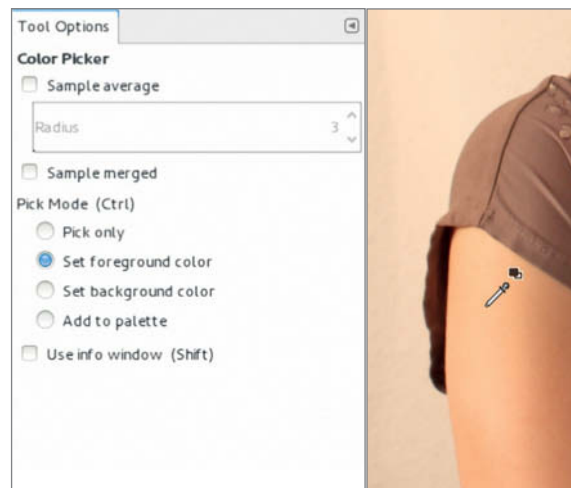 Tool Options
Color Picker
Sample average
Radius 3
Sample merged
Pick Mode (Ctrl)
Pick only
Set foreground color
Set background color
Add to palette
Use info window (Shift)